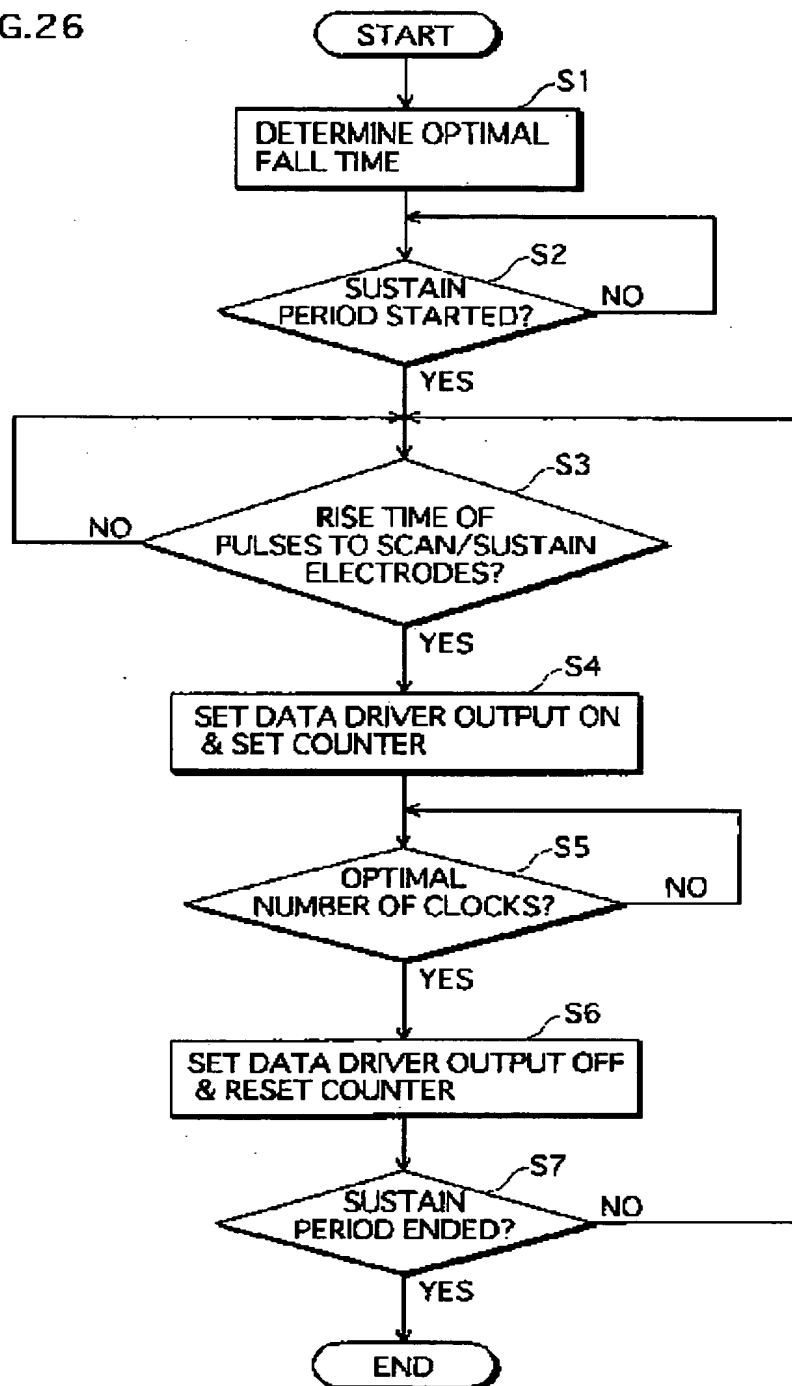 G.26
START
S1
DETERMINE OPTIMAL
FALL TIME
S2
SUSTAIN
PERIOD STARTED?
NO
YES
S3
RISE TIME OF
PULSES TO SCAN/SUSTAIN
ELECTRODES?
NO
YES
S4
SET DATA DRIVER OUTPUT ON
& SET COUNTER
S5
OPTIMAL
NUMBER OF CLOCKS?
NO
YES
S6
SET DATA DRIVER OUTPUT OFF
& RESET COUNTER
S7
SUSTAIN
PERIOD ENDED?
NO
YES
END